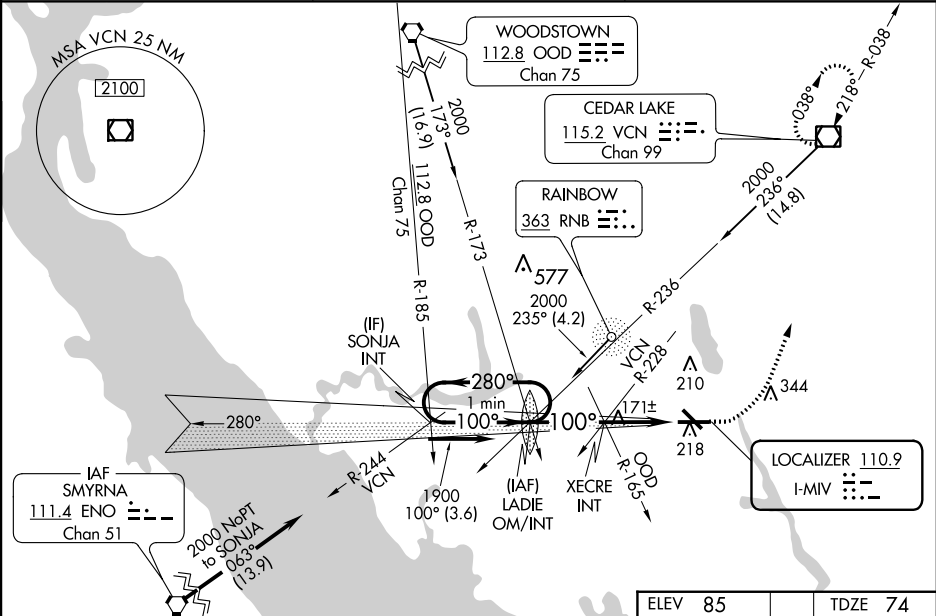 MSA VCN 25 NM
2100
WOODSTOWN
112.8 OOD
Chan 75
R-038
218°
038°
CEDAR LAKE
115.2 VCN
Chan 99
2000
173°
(16.9)
112.8 OOD
Chan 75
R-173
R-185
RAINBOW
363 RNB
2000
236°
(14.8)
R-236
577
2000
235° (4.2)
VCN
R-228
(IF)
SONJA
INT
280°
1 min
100°
100°
280°
171±
210
344
218
R-244
VCN
1900
100° (3.6)
(IAF)
LADIE
OM/INT
XECRE
INT
OOD
R-165
LOCALIZER 110.9
I-MIV
IAF
SMYRNA
111.4 ENO
Chan 51
2000 NoPT
to SONJA
063°
(13.9)
ELEV 85
TDZE 74